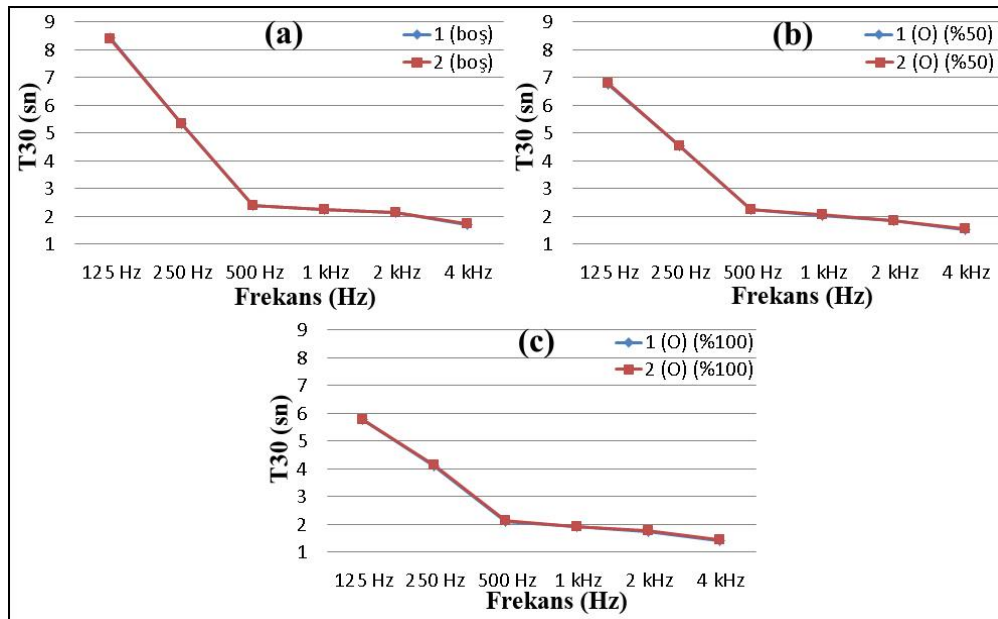 (a)
1 (boş)
2 (boş)
T30 (sn)
9
8
7
6
5
4
3
2
1
125 Hz 250 Hz 500 Hz 1 kHz 2 kHz 4 kHz
Frekans (Hz)
(b)
1 (O) (%50)
2 (O) (%50)
T30 (sn)
9
8
7
6
5
4
3
2
1
125 Hz 250 Hz 500 Hz 1 kHz 2 kHz 4 kHz
Frekans (Hz)
(c)
1 (O) (%100)
2 (O) (%100)
T30 (sn)
9
8
7
6
5
4
3
2
1
125 Hz 250 Hz 500 Hz 1 kHz 2 kHz 4 kHz
Frekans (Hz)